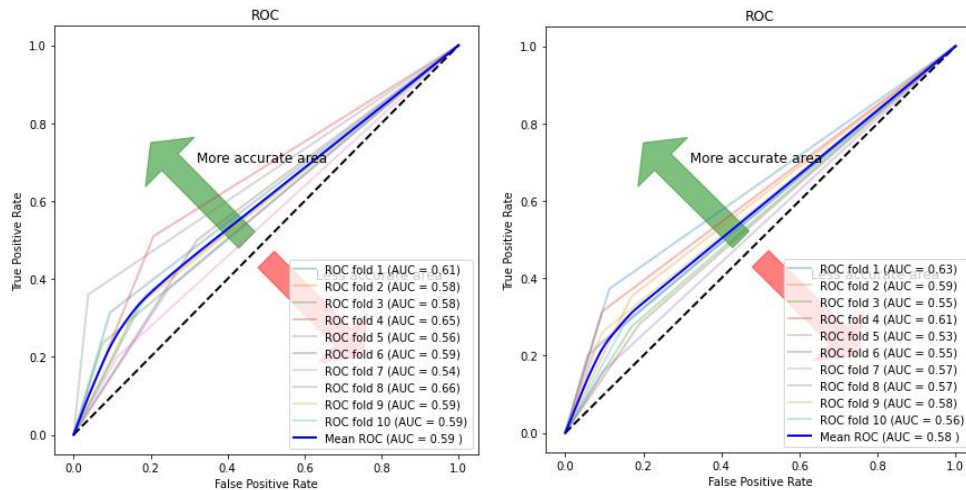 ROC
1.0
0.8
0.6
0.4
0.2
0.0
True Positive Rate
More accurate area
Less accurate area
ROC fold 1 (AUC = 0.61)
ROC fold 2 (AUC = 0.58)
ROC fold 3 (AUC = 0.58)
ROC fold 4 (AUC = 0.65)
ROC fold 5 (AUC = 0.56)
ROC fold 6 (AUC = 0.59)
ROC fold 7 (AUC = 0.54)
ROC fold 8 (AUC = 0.66)
ROC fold 9 (AUC = 0.59)
ROC fold 10 (AUC = 0.59)
Mean ROC (AUC = 0.59 )
0.0 0.2 0.4 0.6 0.8 1.0
False Positive Rate
ROC
1.0
0.8
0.6
0.4
0.2
0.0
True Positive Rate
More accurate area
Less accurate area
ROC fold 1 (AUC = 0.63)
ROC fold 2 (AUC = 0.59)
ROC fold 3 (AUC = 0.55)
ROC fold 4 (AUC = 0.61)
ROC fold 5 (AUC = 0.53)
ROC fold 6 (AUC = 0.55)
ROC fold 7 (AUC = 0.57)
ROC fold 8 (AUC = 0.57)
ROC fold 9 (AUC = 0.58)
ROC fold 10 (AUC = 0.56)
Mean ROC (AUC = 0.58 )
0.0 0.2 0.4 0.6 0.8 1.0
False Positive Rate